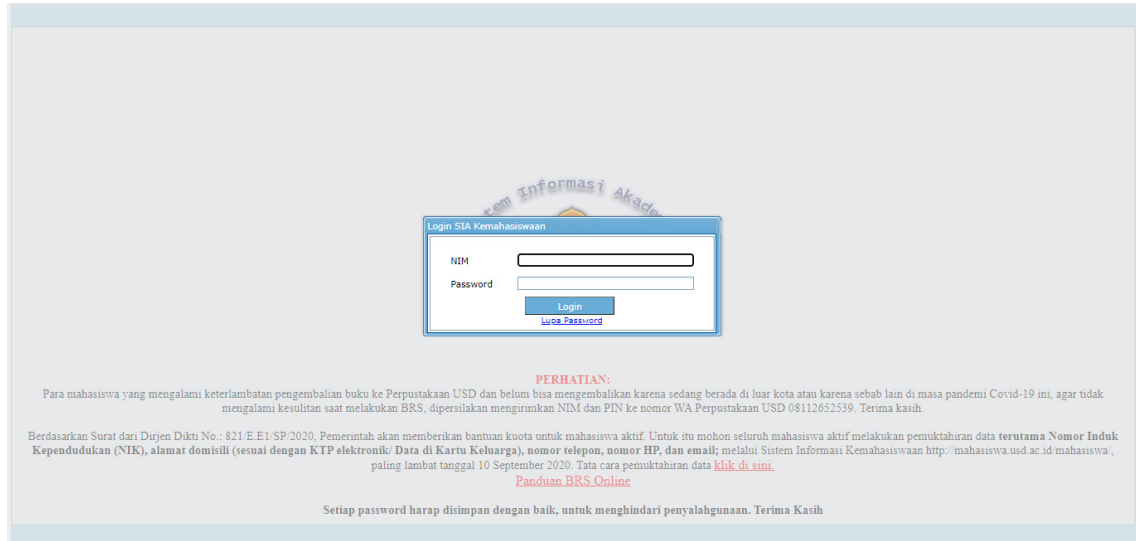 Informasi
Login SIA Kemahasiswaan
NIM
Password
Login
Lupa Password
PERHATIAN:
Para mahasiswa yang mengalami keterlambatan pengembalian buku ke Perpustakaan USD dan belum bisa mengembalikan karena sedang berada di luar kota atau karena sebab lain di masa pandemi Covid-19 ini, agar tidak
mengalami kesulitan saat melakukan BRS, dipersilakan mengirimkan NIM dan PIN ke nomor WA Perpustakaan USD 08112652539. Terima kasih.
Berdasarkan Surat dari Dirjen Dikti No.: 821/E.E1/SP/2020, Pemerintah akan memberikan bantuan kuota untuk mahasiswa aktif. Untuk itu mohon seluruh mahasiswa aktif melakukan pemuktahiran data terutama Nomor Induk
Kependudukan (NIK), alamat domisili (sesuai dengan KTP elektronik/ Data di Kartu Keluarga), nomor telepon, nomor HP, dan email; melalui Sistem Informasi Kemahasiswaan http://mahasiswa.usd.ac.id/mahasiswa/,
paling lambat tanggal 10 September 2020. Tata cara pemuktahiran data klik di sini.
Panduan BRS Online
Setiap password harap disimpan dengan baik, untuk menghindari penyalahgunaan. Terima Kasih